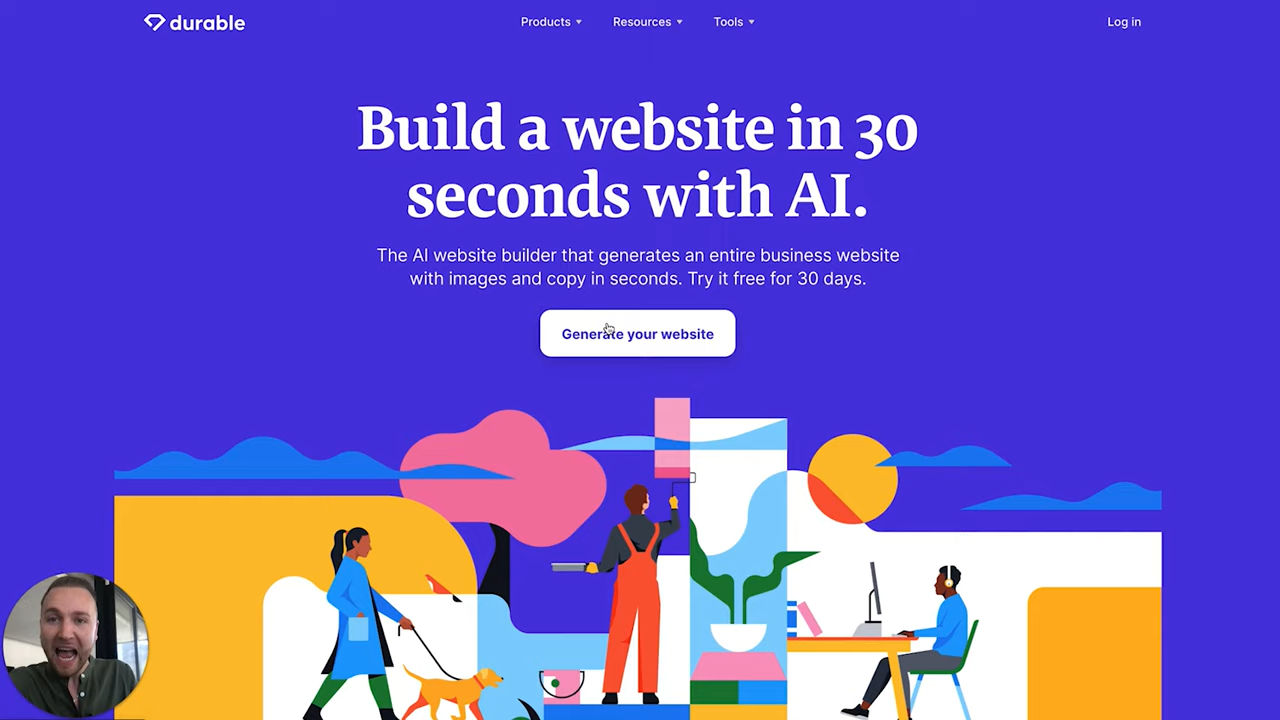 durable
Products
Resources
Tools
Log in
Build a website in 30
seconds with AI.
The AI website builder that generates an entire business website
with images and copy in seconds. Try it free for 30 days.
Generate your website